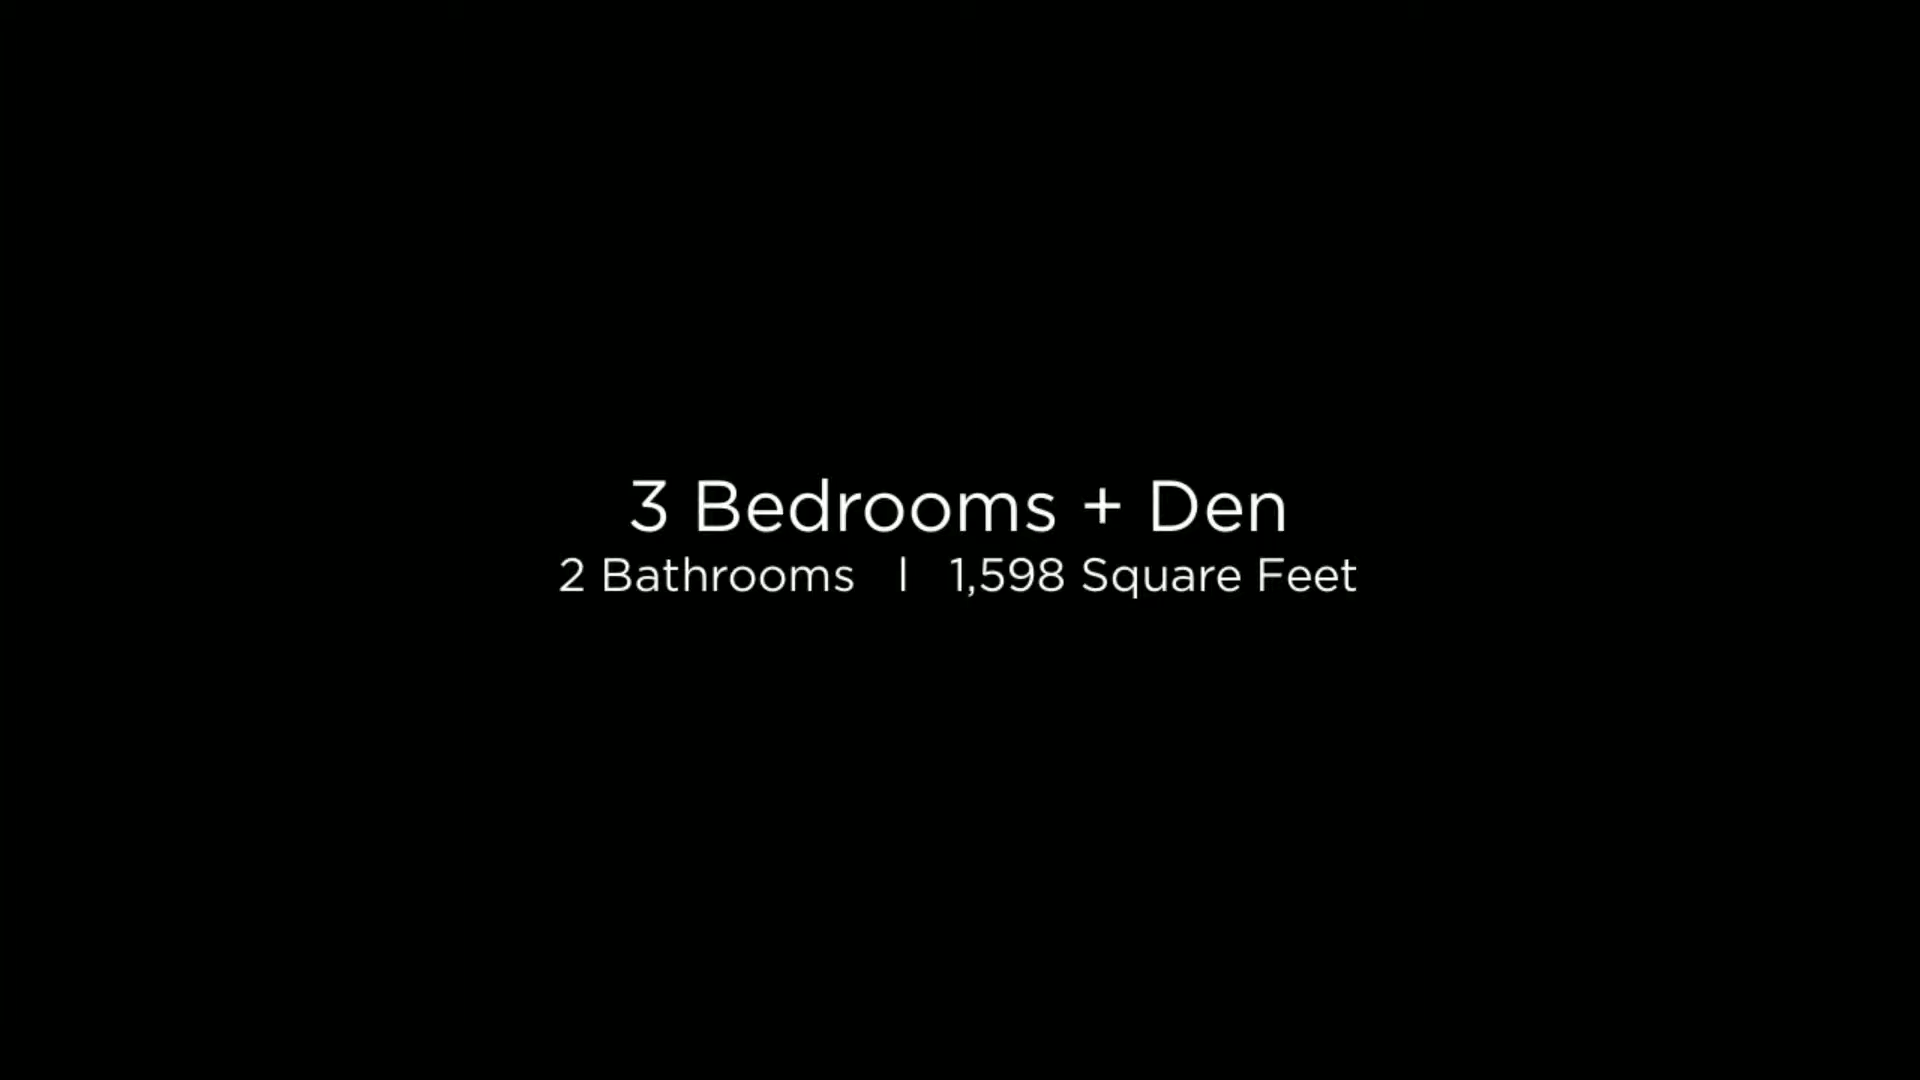 3 Bedrooms + Den
2 Bathrooms | 1,598 Square Feet